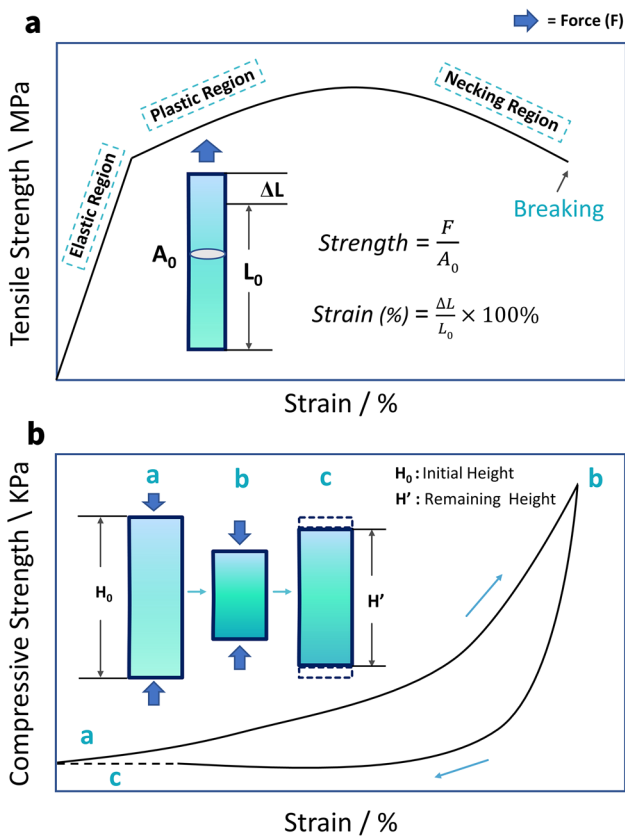 a
= Force (F)
Tensile Strength \ MPa
Elastic Region
Plastic Region
Necking Region
Breaking
ΔL
A₀
L₀
Strength = F/A₀
Strain (%) = ΔL/L₀ × 100%
Strain / %
b
Compressive Strength \ KPa
a
b
c
H₀ : Initial Height
H' : Remaining Height
b
H₀
H'
a
c
Strain / %